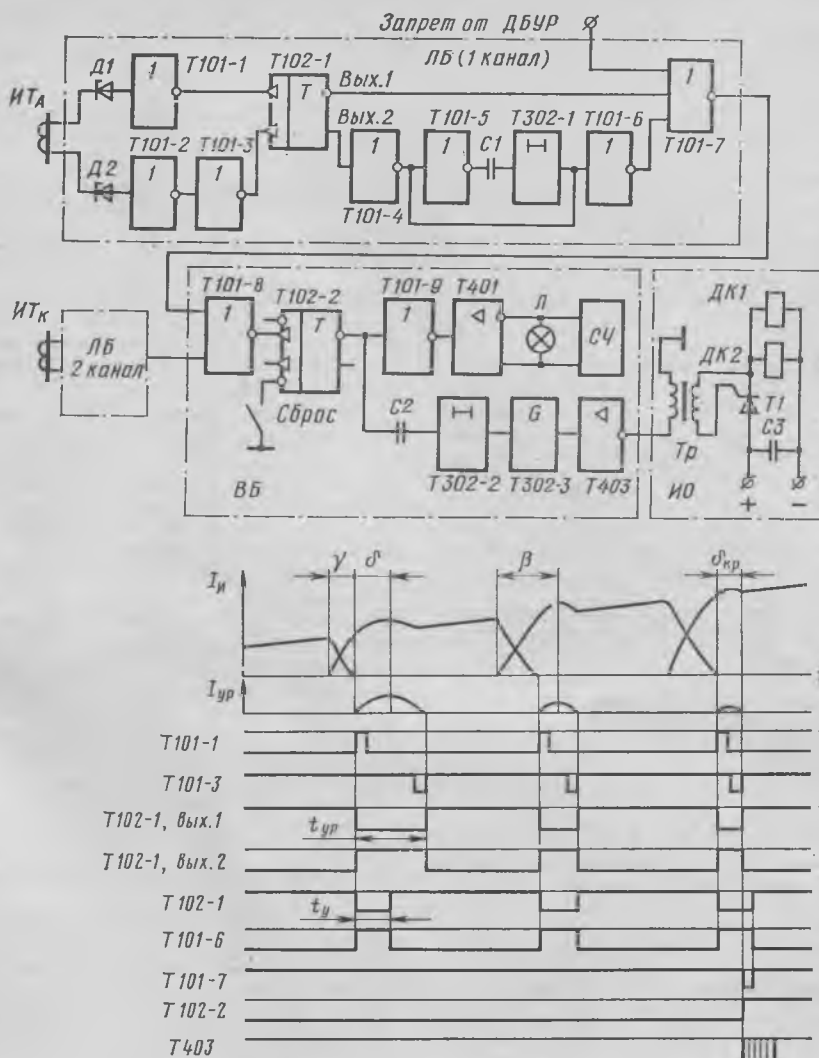 Запрет от ДБУР
ЛБ (1 канал)
Д1
1
Т101-1
Т102-1
Т
Вых.1
ИТА
Вых.2
Т101-5
С1
Т302-1
Т101-6
1
Т101-7
Д2
Т101-2
1
Т101-3
1
1
Т101-4
1
1
ИТК
ЛБ
2 канал
Т101-8
1
Т102-2
Т
Сброс
Т101-9
1
Т401
Л
СЧ
С2
Т302-2
G
Т302-3
Т403
ВБ
ДК1
ДК2
Т1
С3
Тр
ИО
+
−
Iи
γ
δ
β
δкр
Iур
Т101-1
Т101-3
Т102-1, Вых.1
tур
Т102-1, Вых.2
Т102-1
tу
Т101-6
Т101-7
Т102-2
Т403